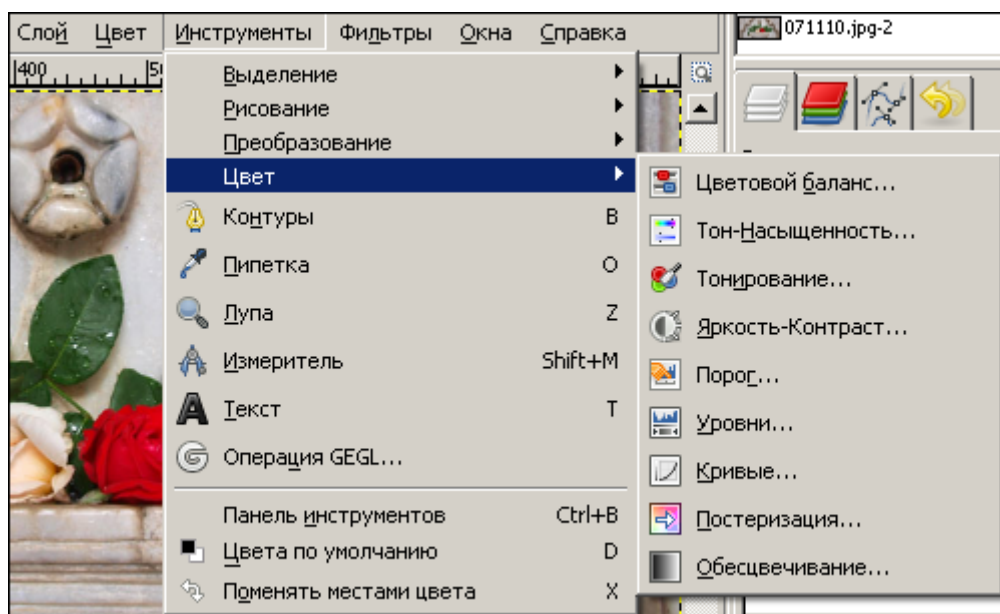 Слой Цвет Инструменты Фильтры Окна Справка
071110.jpg-2
400
Выделение
Рисование
Преобразование
Цвет
Контуры B
Пипетка O
Лупа Z
Измеритель Shift+M
Текст T
Операция GEGL...
Панель инструментов Ctrl+B
Цвета по умолчанию D
Поменять местами цвета X
Цветовой баланс...
Тон-Насыщенность...
Тонирование...
Яркость-Контраст...
Порог...
Уровни...
Кривые...
Постеризация...
Обесцвечивание...